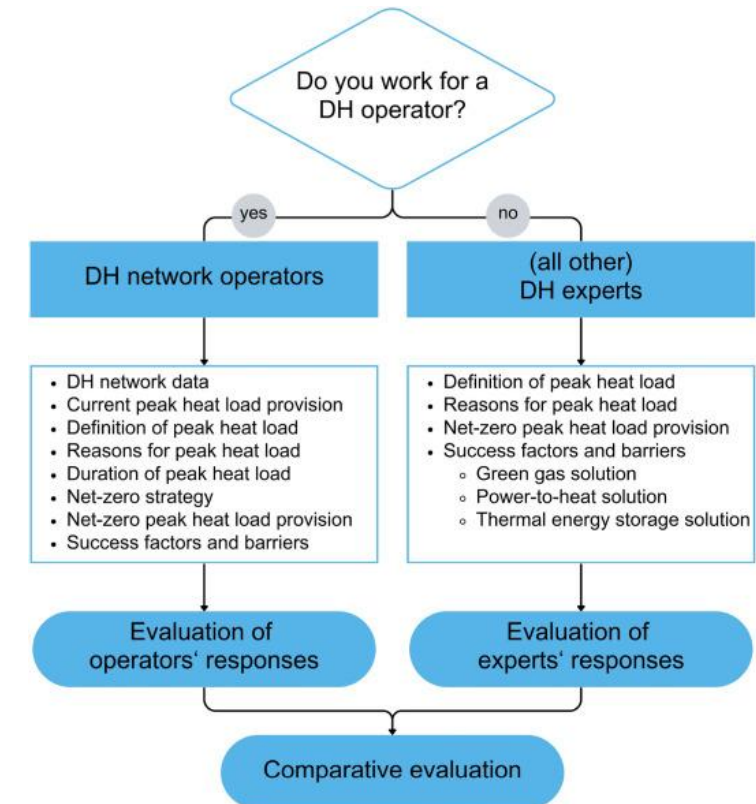 Do you work for a
DH operator?
yes
no
DH network operators
(all other)
DH experts
• DH network data
• Current peak heat load provision
• Definition of peak heat load
• Reasons for peak heat load
• Duration of peak heat load
• Net-zero strategy
• Net-zero peak heat load provision
• Success factors and barriers
• Definition of peak heat load
• Reasons for peak heat load
• Net-zero peak heat load provision
• Success factors and barriers
◦ Green gas solution
◦ Power-to-heat solution
◦ Thermal energy storage solution
Evaluation of
operators‘ responses
Evaluation of
experts‘ responses
Comparative evaluation